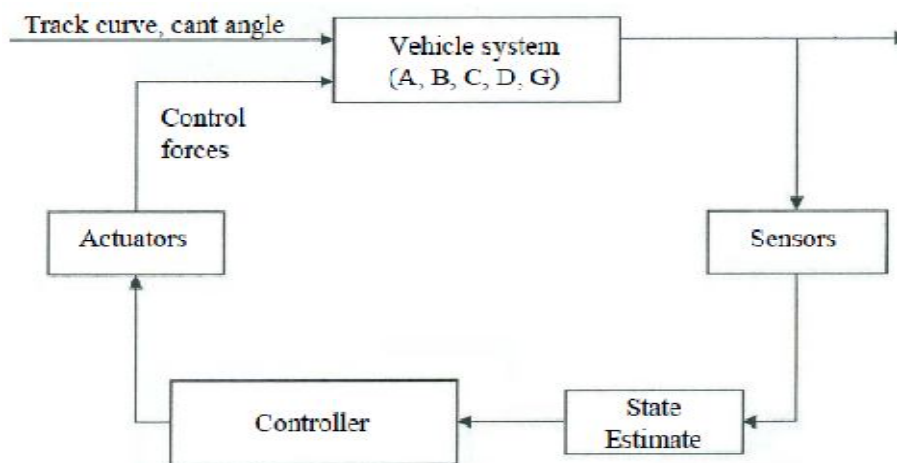 Track curve, cant angle
Vehicle system
(A, B, C, D, G)
Control
forces
Actuators
Sensors
Controller
State
Estimate